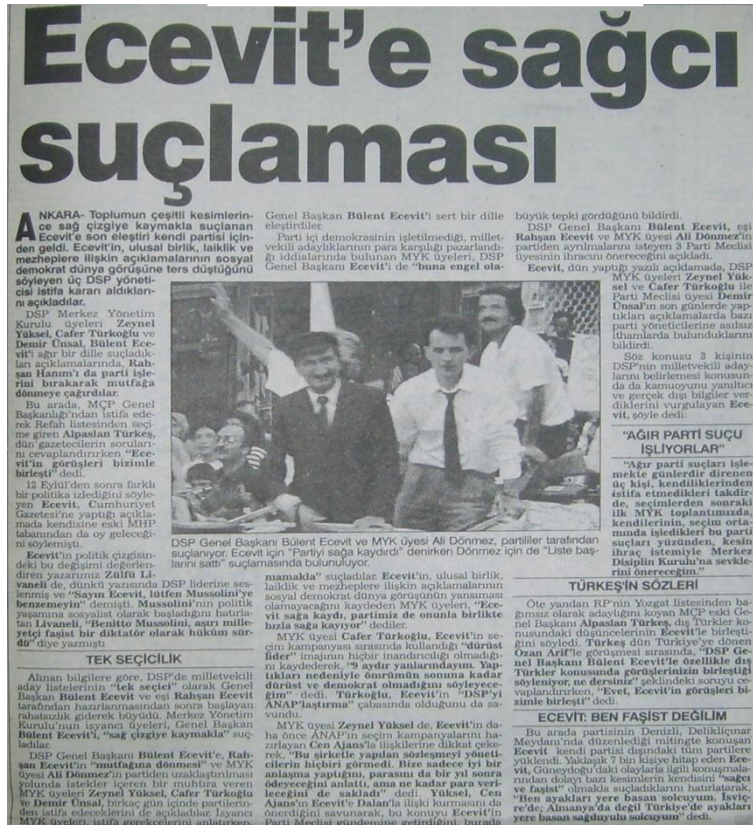 Ecevit'e sağcı
suçlaması
ANKARA- Toplumun çeşitli kesimlerin-
ce sağ çizgiye kaymakla suçlanan
Ecevit'e son eleştiri kendi partisi için-
den geldi. Ecevit'in, ulusal birlik, laiklik ve
mezheplere ilişkin açıklamalarının sosyal
demokrat dünya görüşüne ters düştüğünü
söyleyen üç DSP yöneti-
cisi istifa kararı aldıkları-
nı açıkladılar.
DSP Merkez Yönetim
Kurulu üyeleri Zeynel
Yüksel, Cafer Türkoğlu ve
Demir Ünsal, Bülent Ece-
vit'i ağır bir dille suçladık-
ları açıklamalarında, Rah-
şan Hanım'ı da parti işle-
rini bırakarak mutfağa
dönmeye çağırdılar.
Bu arada, MÇP Genel
Başkanlığı'ndan istifa ede-
rek Refah listesinden seçi-
me giren Alpaslan Türkeş,
dün gazetecilerin soruları-
nı cevaplandırırken "Ece-
vit'in görüşleri bizimle
birleşti" dedi.
12 Eylül'den sonra farklı
bir politika izlediğini söyle-
yen Ecevit, Cumhuriyet
Gazetesi'ne yaptığı açıkla-
mada kendisine eski MHP
tabanından da oy geleceği-
ni söylemişti.
Ecevit'in politik çizgisin-
deki bu değişimi değerlen-
diren yazarımız Zülfü Li-
vaneli de, dünkü yazısında DSP liderine ses-
lenmiş ve "Sayın Ecevit, lütfen Mussolini'ye
benzemeyin" demişti. Mussolini'nin politik
yaşamına sosyalist olarak başladığını hatırla-
tan Livaneli, "Benitto Mussolini, aşırı mille-
yetçi faşist bir diktatör olarak hüküm sür-
dü" diye yazmıştı
TEK SEÇİCİLİK
Alınan bilgilere göre, DSP'de milletvekili
aday listelerinin "tek seçici" olarak Genel
Başkan Bülent Ecevit ve eşi Rahşan Ecevit
tarafından hazırlanmasından sonra başlayan
rahatsızlık giderek büyüdü. Merkez Yönetim
Kurulu'nun isyancı üyeleri, Genel Başkan
Bülent Ecevit'i, "sağ çizgiye kaymakla" suç-
ladılar.
DSP Genel Başkanı Bülent Ecevit'e, Rah-
şan Ecevit'in "mutfağına dönmesi" ve MYK
üyesi Ali Dönmez'in partiden uzaklaştırılması
yolunda istekler içeren bir muhtıra veren
MYK üyeleri Zeynel Yüksel, Cafer Türkoğlu
ve Demir Ünsal, birkaç gün içinde partilerin-
den istifa edeceklerini de açıkladılar. İsyancı
MYK üyeleri, istifa gerekçelerini anlatırken,
Genel Başkan Bülent Ecevit'i sert bir dille
eleştirdiler.
Parti içi demokrasinin işletilmediği, millet-
vekili adaylıklarının para karşılığı pazarlandı-
ğı iddialarında bulunan MYK üyeleri, DSP
Genel Başkanı Ecevit'i de "buna engel ola-
DSP Genel Başkanı Bülent Ecevit ve MYK üyesi Ali Dönmez, partililer tarafından
suçlanıyor. Ecevit için "Partiyi sağa kaydırdı" denirken Dönmez için de "Liste baş-
larını sattı" suçlamasında bulunuluyor.
mamakla" suçladılar. Ecevit'in, ulusal birlik,
laiklik ve mezheplere ilişkin açıklamalarının
sosyal demokrat dünya görüşünün yansıması
olamayacağını kaydeden MYK üyeleri, "Ece-
vit sağa kaydı, partimiz de onunla birlikte
hızla sağa kayıyor" dediler.
MYK üyesi Cafer Türkoğlu, Ecevit'in se-
çim kampanyası sırasında kullandığı "dürüst
lider" imajının hiçbir inandırıcılığı olmadığı-
nı kaydederek, "9 aydır yanlarındayım. Yap-
tıkları nedeniyle ömrümün sonuna kadar
dürüst ve demokrat olmadığını söyleyece-
ğim" dedi. Türkoğlu, Ecevit'in "DSP'yi
ANAP'laştırma" çabasında olduğunu da sa-
vundu.
MYK üyesi Zeynel Yüksel de, Ecevit'in da-
ha önce ANAP'ın seçim kampanyalarını ha-
zırlayan Cen Ajans'la ilişkilerine dikkat çeke-
rek, "Bu şirketle yapılan sözleşmeyi yöneti-
cilerin hiçbiri görmedi. Bize sadece iyi bir
anlaşma yaptığını, parasını da bir yıl sonra
ödeyeceğini anlattı, ama ne kadar para veri-
leceğini de sakladı" dedi. Yüksel, Cen
Ajans'ın Ecevit'e Dalan'la ilişki kurmasını da
önerdiğini savunarak, bu konuyu Ecevit'in
Parti Meclisi gündemine getirdiğini, burada
büyük tepki gördüğünü bildirdi.
DSP Genel Başkanı Bülent Ecevit, eşi
Rahşan Ecevit ve MYK üyesi Ali Dönmez'in
partiden ayrılmalarını isteyen 3 Parti Meclisi
üyesinin ihracını önereceğini açıkladı.
Ecevit, dün yaptığı yazılı açıklamada, DSP
MYK üyeleri Zeynel Yük-
sel ve Cafer Türkoğlu ile
Parti Meclisi üyesi Demir
Ünsal'ın son günlerde yap-
tıkları açıklamalarda bazı
parti yöneticilerine asılsız
ithamlarda bulunduklarını
bildirdi.
Söz konusu 3 kişinin
DSP'nin milletvekili aday-
larını belirlemesi konusun-
da da kamuoyunu yanıltıcı
ve gerçek dışı bilgiler ver-
diklerini vurgulayan Ece-
vit, şöyle dedi:
"AĞIR PARTİ SUÇU
İŞLİYORLAR"
"Ağır parti suçları işle-
mekte günlerdir direnen
üç kişi, kendiliklerinden
istifa etmedikleri takdir-
de, seçimlerden sonraki
ilk MYK toplantımızda,
kendilerinin, seçim orta-
mında işledikleri bu parti
suçları yüzünden, kesin
ihraç istemiyle Merkez
Disiplin Kurulu'na sevkle-
rini önereceğim."
TÜRKEŞ'İN SÖZLERİ
Öte yandan RP'nin Yozgat Listesinden ba-
ğımsız olarak adaylığını koyan MÇP eski Ge-
nel Başkanı Alpaslan Türkeş, dış Türkler ko-
nusundaki düşüncelerinin Ecevit'le birleşti-
ğini söyledi. Türkeş dün Türkiye'ye dönen
Ozan Arif'le görüşmesi sırasında, "DSP Ge-
nel Başkanı Bülent Ecevit'le özellikle dış
Türkler konusunda görüşlerinizin birleştiği
söyleniyor, ne dersiniz" şeklindeki soruyu ce-
vaplandırırken, "Evet, Ecevit'in görüşleri bi-
zimle birleşti" dedi.
ECEVİT: BEN FAŞİST DEĞİLİM
Bu arada partisinin Denizli, Delikliçınar
Meydanı'nda düzenlediği mitingte konuşan
Ecevit kendi partisi dışındaki tüm partilere
yüklendi. Yaklaşık 7 bin kişiye hitap eden Ece-
vit, Güneydoğu'daki olaylarla ilgili konuşmala-
rından dolayı bazı kesimlerin kendisini "sağcı
ve faşist" olmakla suçladıklarını hatırlatarak,
"Ben ayakları yere basan solcuyum. İsviç-
re'de; Almanya'da değil Türkiye'de ayakları
yere basan sağduyulu solcuyum" dedi.